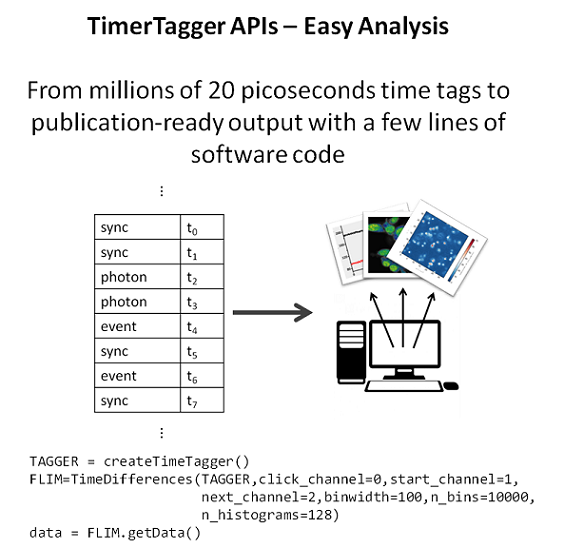 TimerTagger APIs – Easy Analysis
From millions of 20 picoseconds time tags to
publication-ready output with a few lines of
software code
⋮
sync t₀
sync t₁
photon t₂
photon t₃
event t₄
sync t₅
event t₆
sync t₇
⋮
TAGGER = createTimeTagger()
FLIM=TimeDifferences(TAGGER,click_channel=0,start_channel=1,
next_channel=2,binwidth=100,n_bins=10000,
n_histograms=128)
data = FLIM.getData()